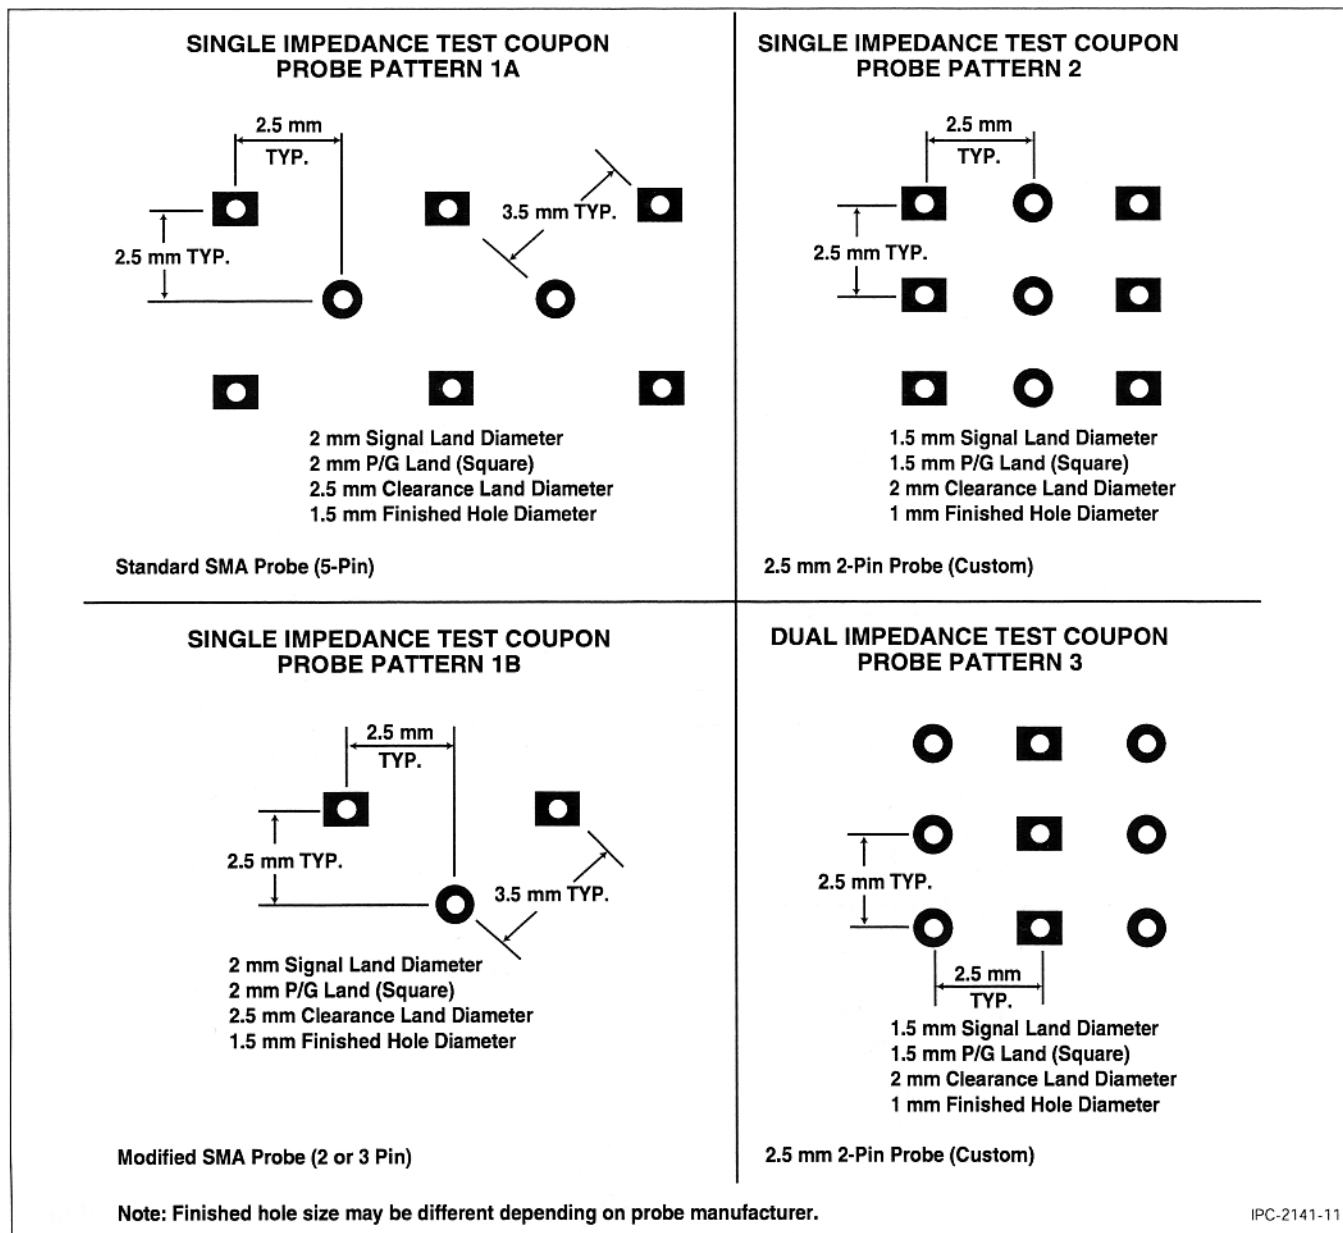 SINGLE IMPEDANCE TEST COUPON
PROBE PATTERN 1A
2.5 mm
TYP.
3.5 mm TYP.
2.5 mm TYP.
2 mm Signal Land Diameter
2 mm P/G Land (Square)
2.5 mm Clearance Land Diameter
1.5 mm Finished Hole Diameter
Standard SMA Probe (5-Pin)
SINGLE IMPEDANCE TEST COUPON
PROBE PATTERN 2
2.5 mm
TYP.
2.5 mm TYP.
1.5 mm Signal Land Diameter
1.5 mm P/G Land (Square)
2 mm Clearance Land Diameter
1 mm Finished Hole Diameter
2.5 mm 2-Pin Probe (Custom)
SINGLE IMPEDANCE TEST COUPON
PROBE PATTERN 1B
2.5 mm
TYP.
2.5 mm TYP.
3.5 mm TYP.
2 mm Signal Land Diameter
2 mm P/G Land (Square)
2.5 mm Clearance Land Diameter
1.5 mm Finished Hole Diameter
Modified SMA Probe (2 or 3 Pin)
DUAL IMPEDANCE TEST COUPON
PROBE PATTERN 3
2.5 mm TYP.
2.5 mm
TYP.
1.5 mm Signal Land Diameter
1.5 mm P/G Land (Square)
2 mm Clearance Land Diameter
1 mm Finished Hole Diameter
2.5 mm 2-Pin Probe (Custom)
Note: Finished hole size may be different depending on probe manufacturer.
IPC-2141-11